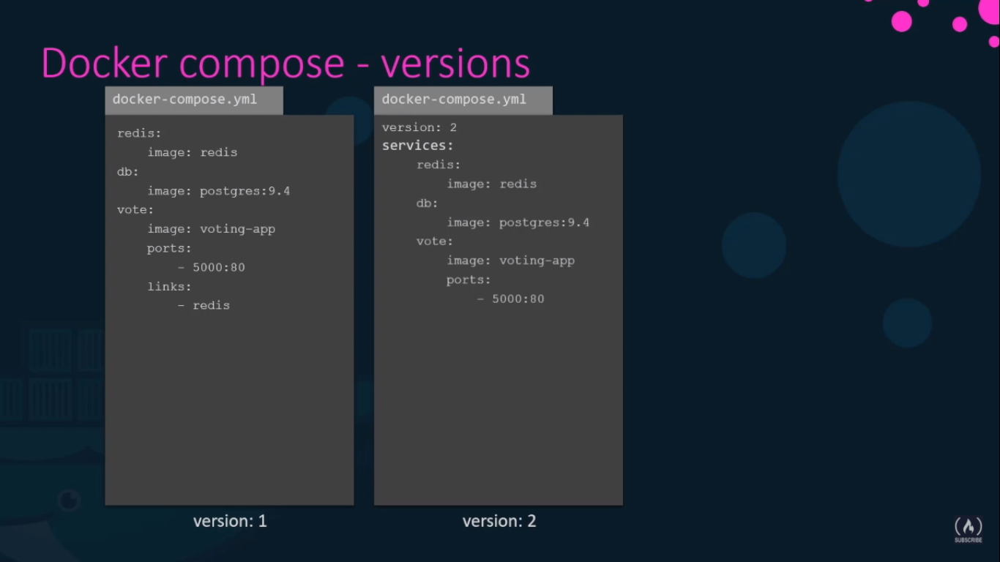 Docker compose - versions
docker-compose.yml
redis:
image: redis
db:
image: postgres:9.4
vote:
image: voting-app
ports:
- 5000:80
links:
- redis
version: 1
docker-compose.yml
version: 2
services:
redis:
image: redis
db:
image: postgres:9.4
vote:
image: voting-app
ports:
- 5000:80
version: 2
SUBSCRIBE